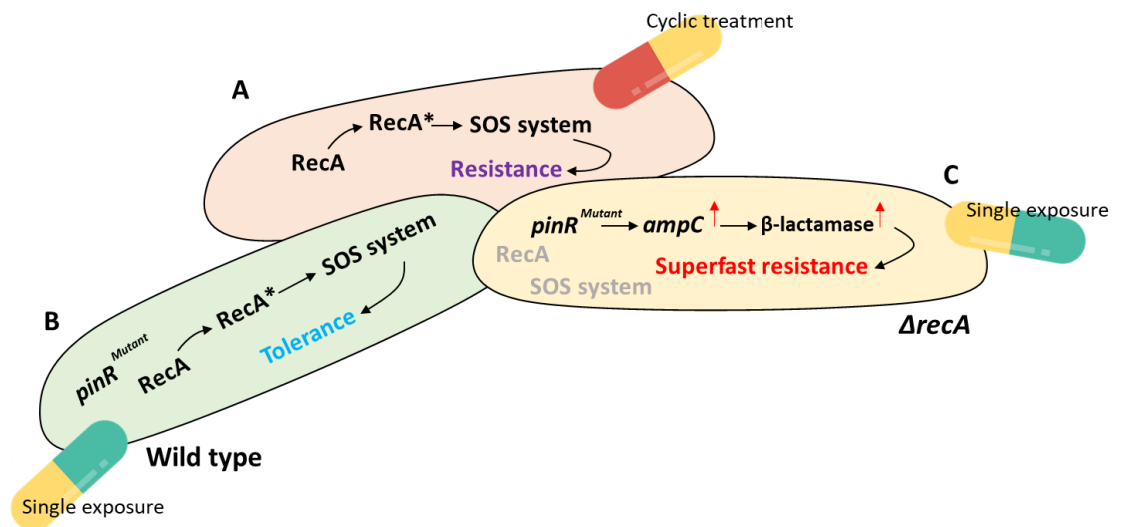 Cyclic treatment
A
RecA RecA* SOS system
Resistance
C
Single exposure
pinR Mutant ampC β-lactamase
RecA
Superfast resistance
SOS system
ΔrecA
B
pinR Mutant RecA RecA* SOS system
Tolerance
Wild type
Single exposure